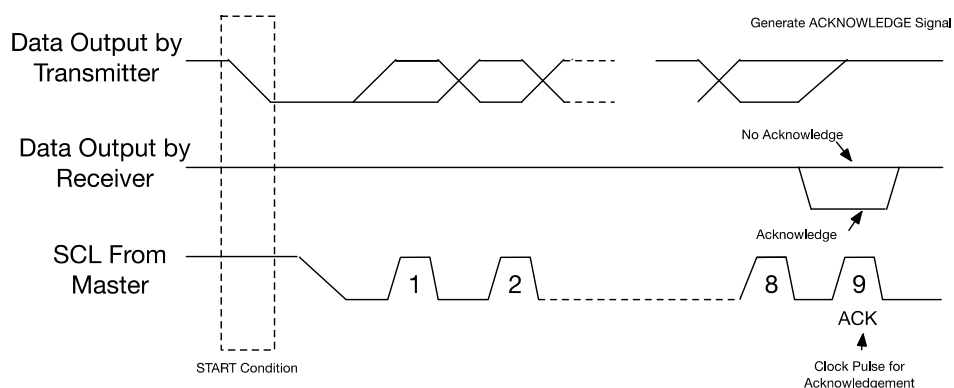 Generate ACKNOWLEDGE Signal
Data Output by
Transmitter
No Acknowledge
Data Output by
Receiver
Acknowledge
SCL From
Master
1
2
8
9
ACK
START Condition
Clock Pulse for
Acknowledgement